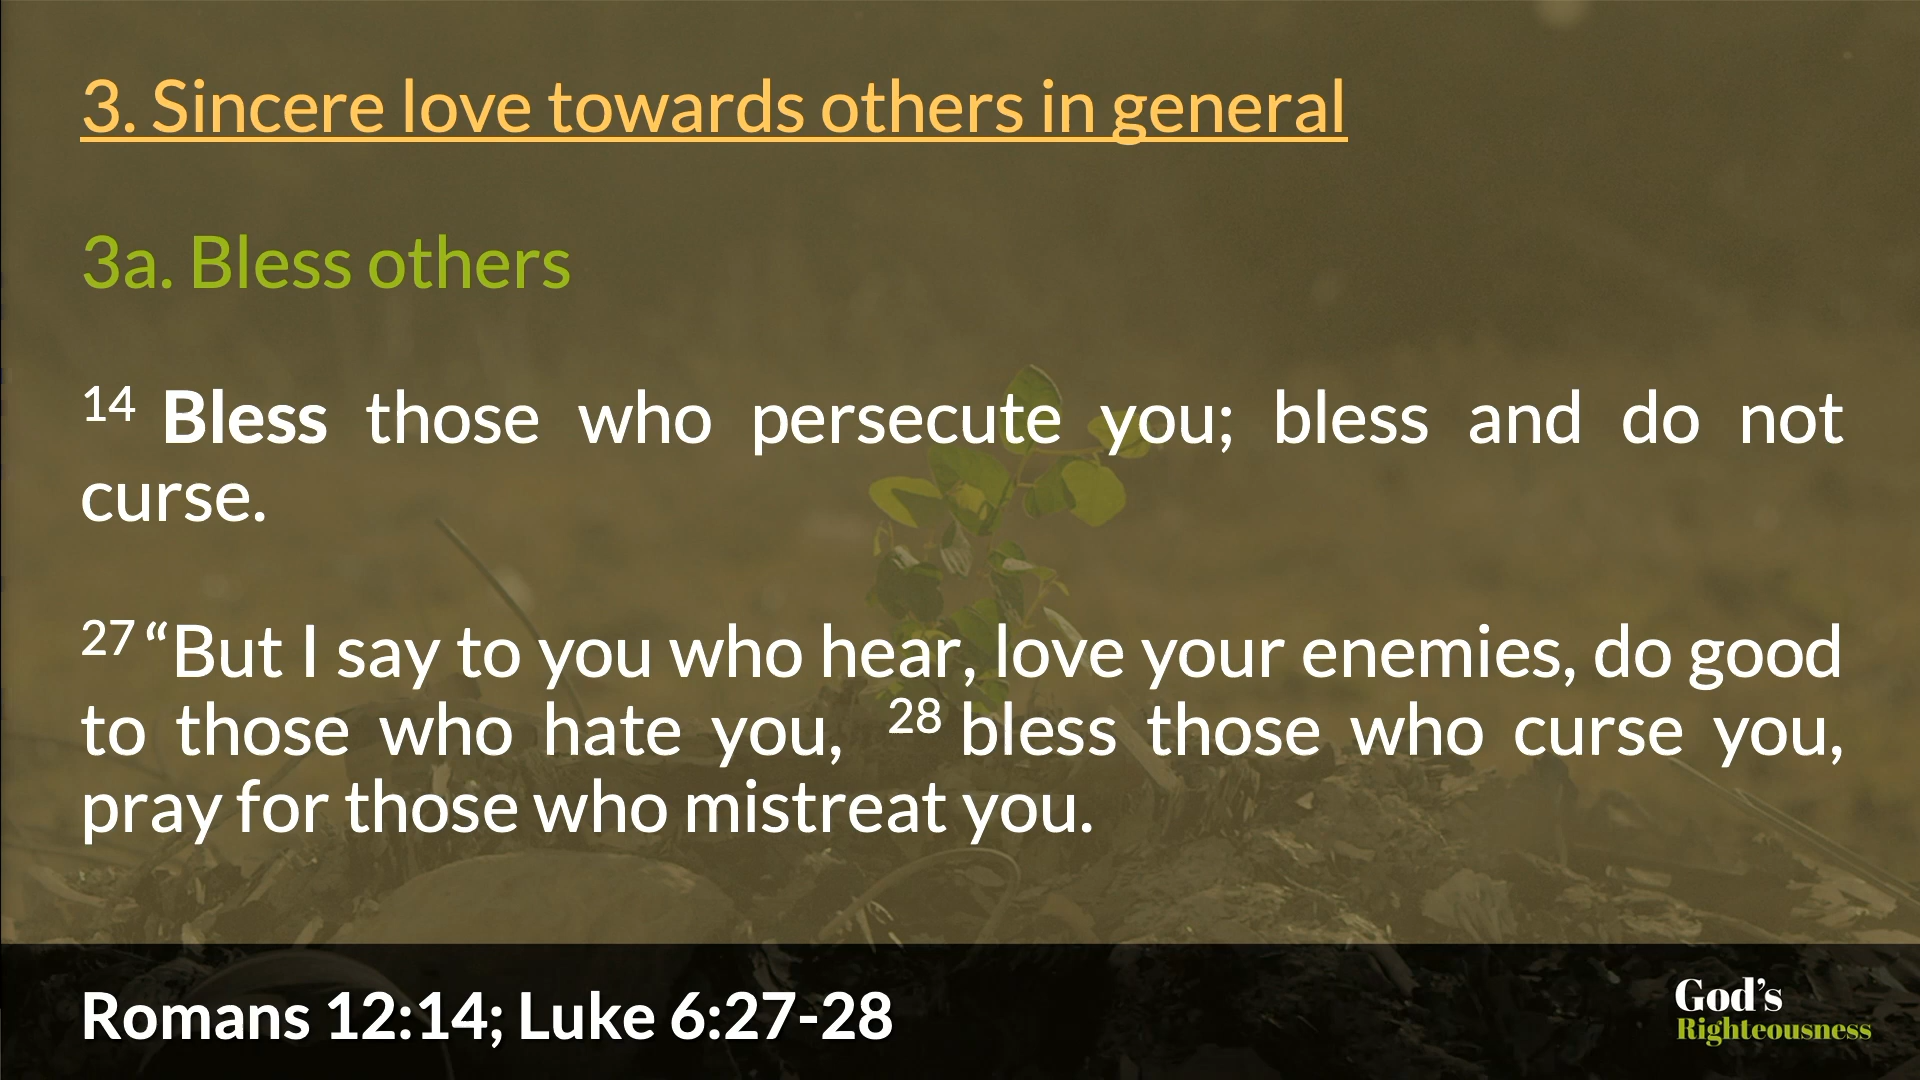 3. Sincere love towards others in general
3a. Bless others
14 Bless those who persecute you; bless and do not
curse.
27 “But I say to you who hear, love your enemies, do good
to those who hate you, 28 bless those who curse you,
pray for those who mistreat you.
Romans 12:14; Luke 6:27-28
God’s
Righteousness